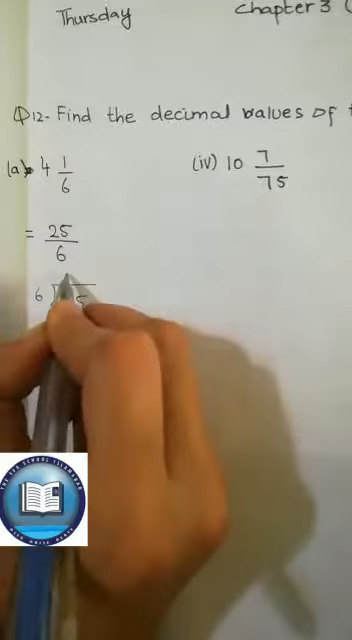 Thursday Chapter 3 (
Q12- Find the decimal values of
(a) 4 1/6 (iv) 10 7/75
= 25/6
6 5